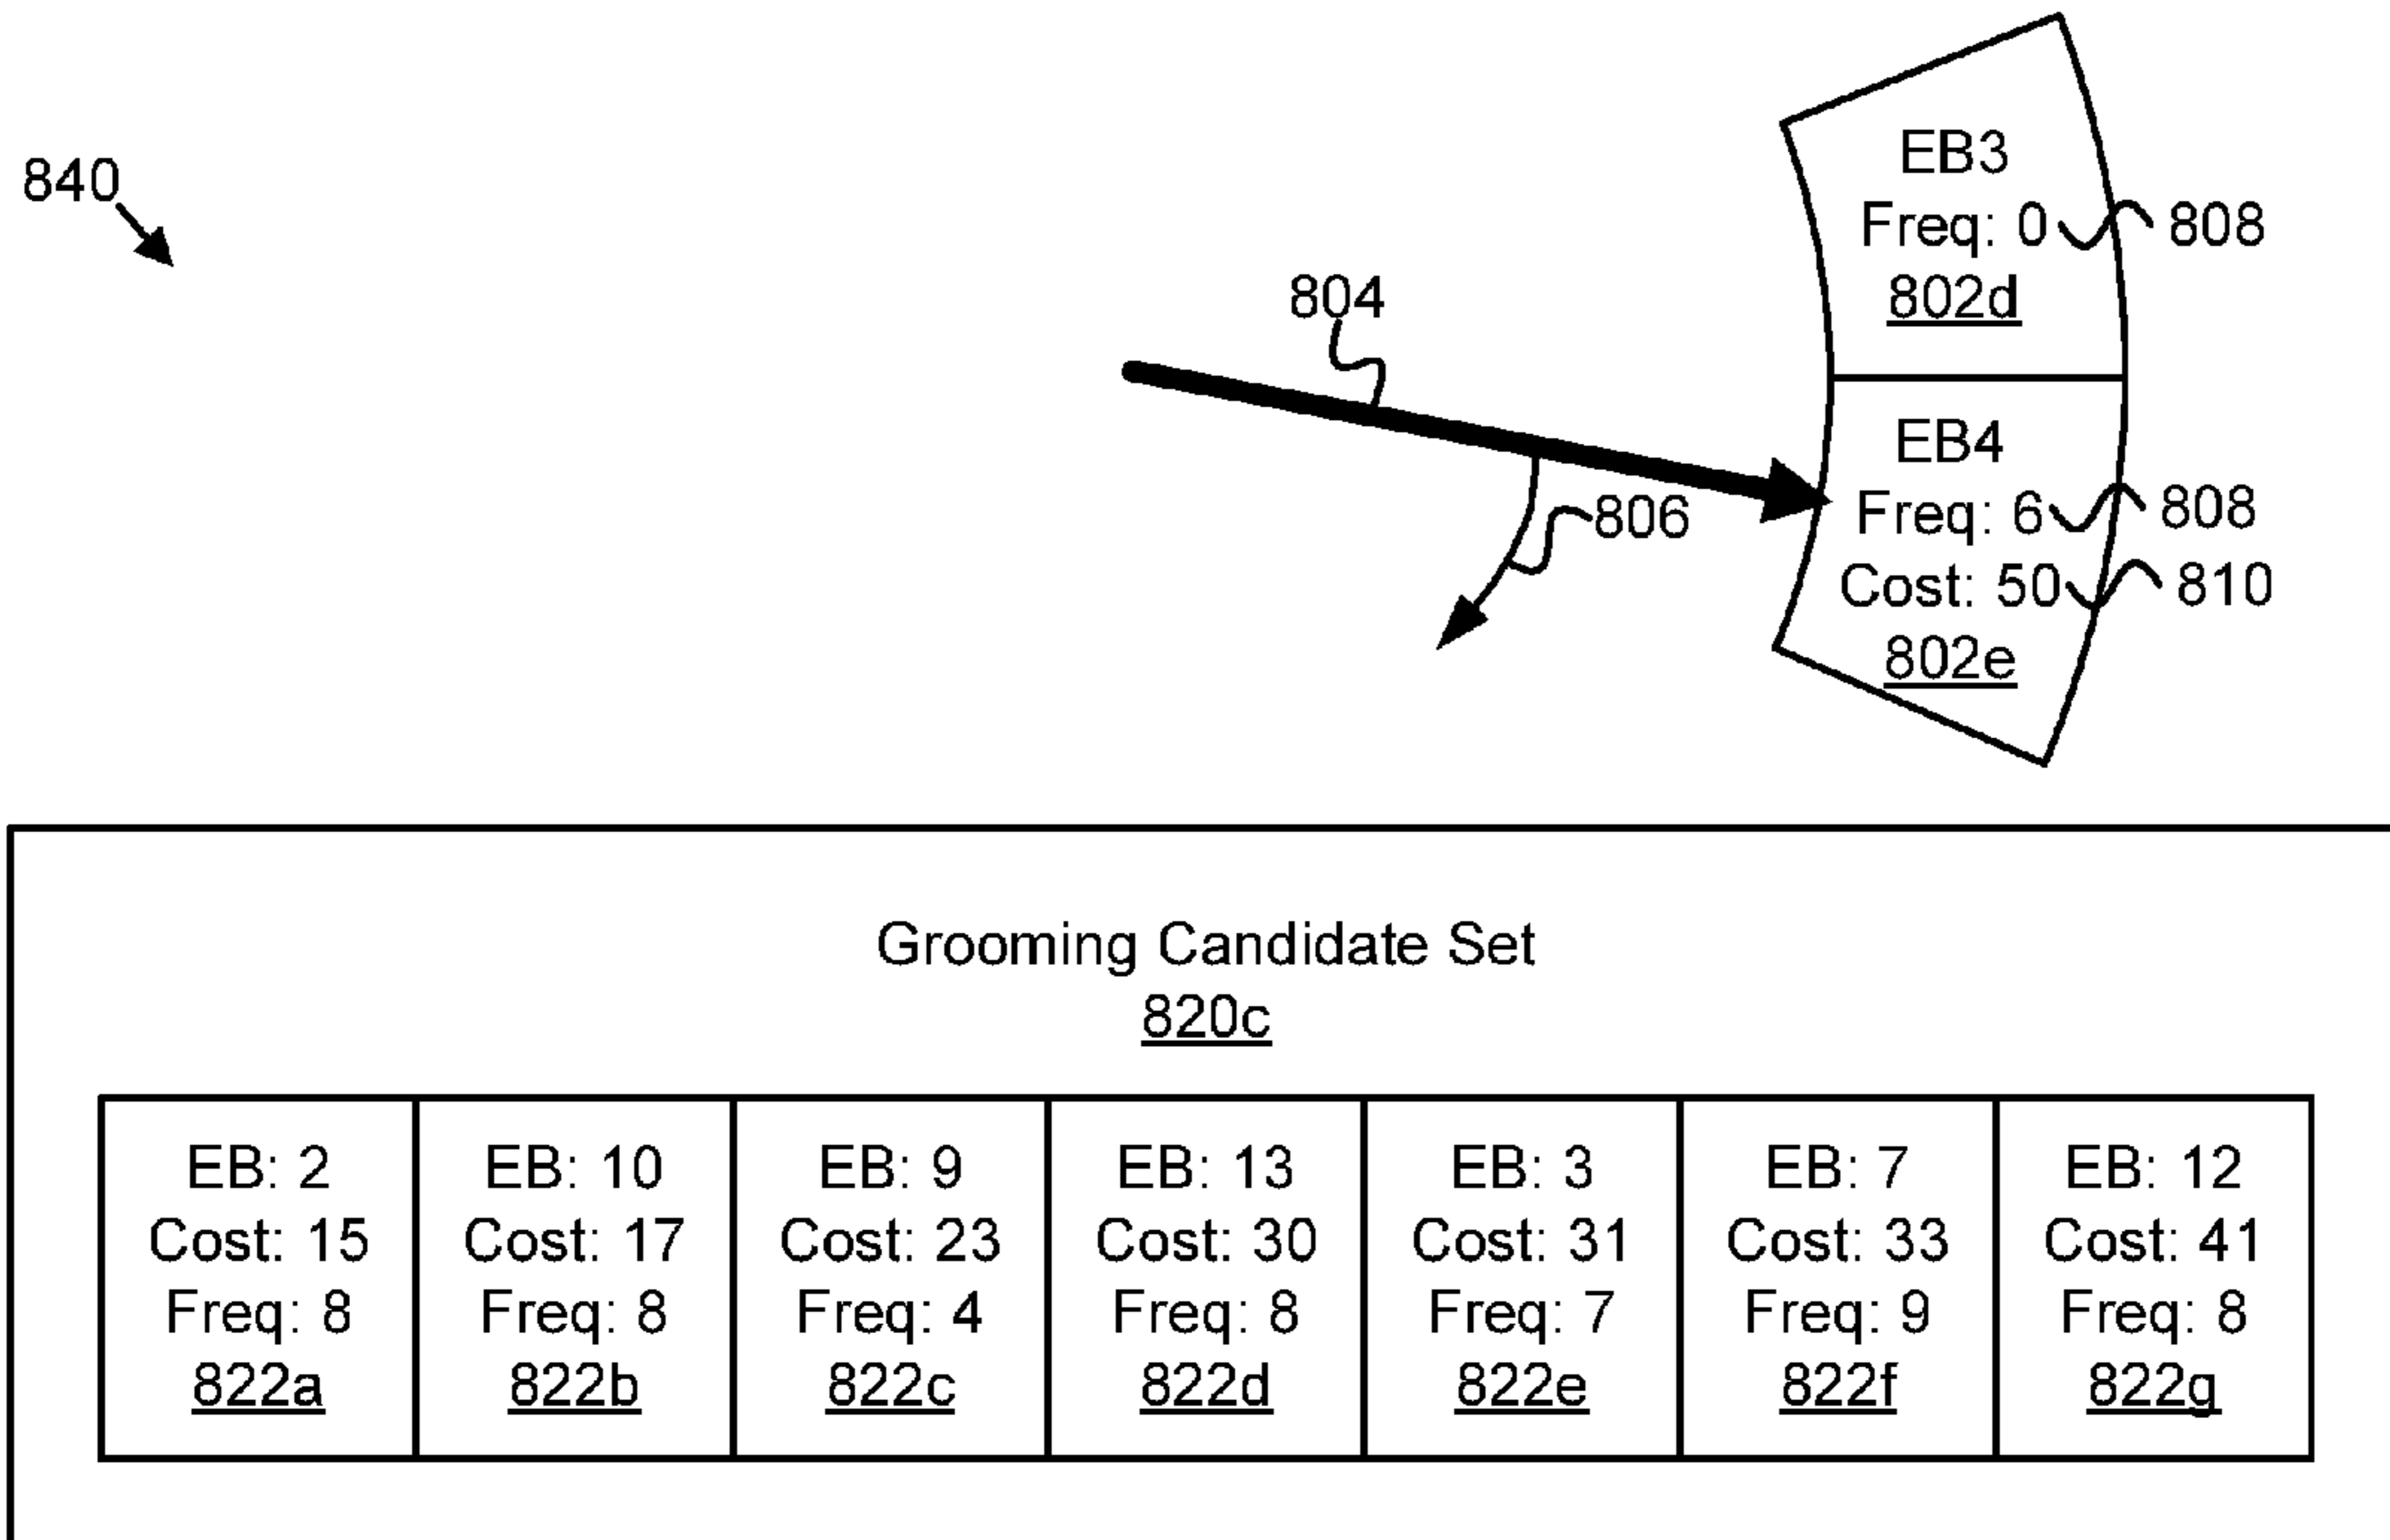 840
EB3
Freq: 0
808
802d
804
EB4
Freq: 6
808
806
Cost: 50
810
802e
Grooming Candidate Set
820c
EB: 2
Cost: 15
Freq: 8
822a
EB: 10
Cost: 17
Freq: 8
822b
EB: 9
Cost: 23
Freq: 4
822c
EB: 13
Cost: 30
Freq: 8
822d
EB: 3
Cost: 31
Freq: 7
822e
EB: 7
Cost: 33
Freq: 9
822f
EB: 12
Cost: 41
Freq: 8
822g